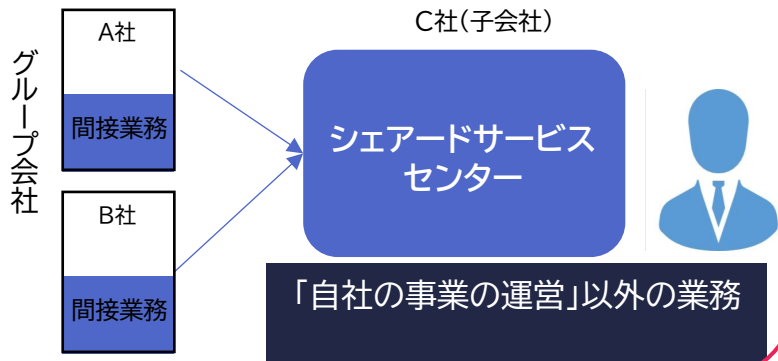 グループ会社
A社
間接業務
B社
間接業務
C社(子会社)
シェアードサービス
センター
「自社の事業の運営」以外の業務